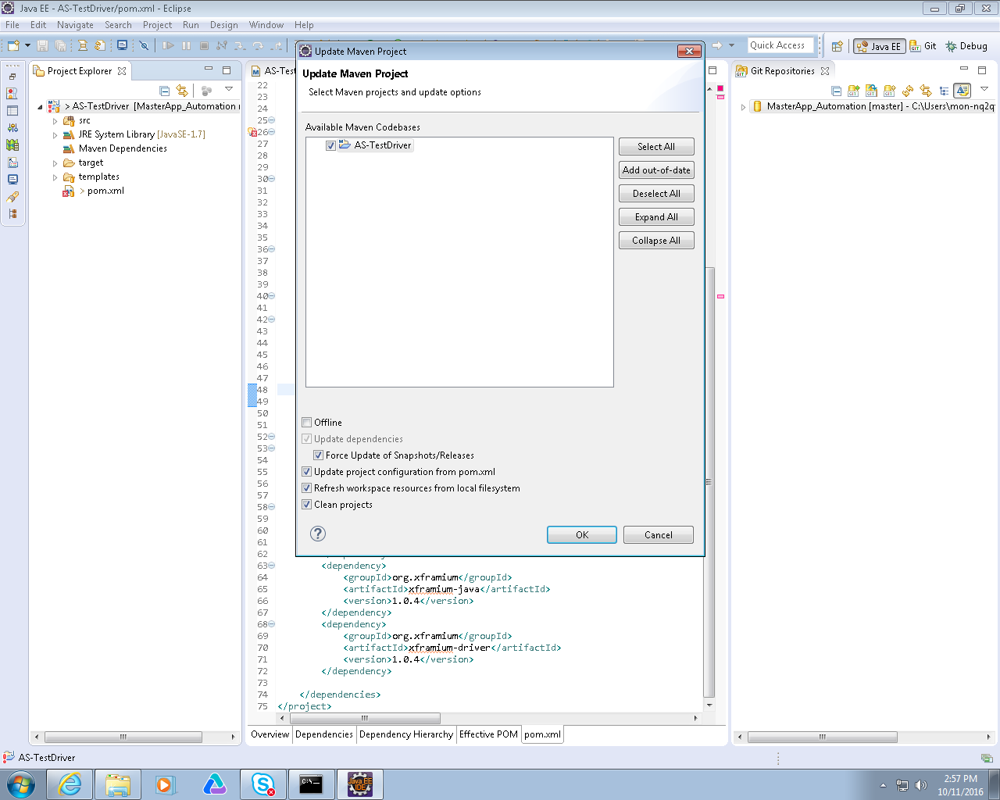 Java EE - AS-TestDriver/pom.xml - Eclipse
File Edit Navigate Search Project Run Design Window Help
Quick Access
Java EE
Git
Debug
Project Explorer
> AS-TestDriver [MasterApp_Automation
src
JRE System Library [JavaSE-1.7]
Maven Dependencies
target
templates
> pom.xml
AS-Tes
22
23
24
25
26
27
28
29
30
31
32
33
34
35
36
37
38
39
40
41
42
43
44
45
46
47
48
49
50
51
52
53
54
55
56
57
58
59
60
61
62
63 <dependency>
64 <groupId>org.xframium</groupId>
65 <artifactId>xframium-java</artifactId>
66 <version>1.0.4</version>
67 </dependency>
68 <dependency>
69 <groupId>org.xframium</groupId>
70 <artifactId>xframium-driver</artifactId>
71 <version>1.0.4</version>
72 </dependency>
73
74 </dependencies>
75 </project>
Overview Dependencies Dependency Hierarchy Effective POM pom.xml
Update Maven Project
Update Maven Project
Select Maven projects and update options
Available Maven Codebases
AS-TestDriver
Select All
Add out-of-date
Deselect All
Expand All
Collapse All
Offline
Update dependencies
Force Update of Snapshots/Releases
Update project configuration from pom.xml
Refresh workspace resources from local filesystem
Clean projects
?
OK
Cancel
Git Repositories
MasterApp_Automation [master] - C:\Users\mon-nq2q
AS-TestDriver
C:\.
Java EE
IDE
2:57 PM
10/11/2016